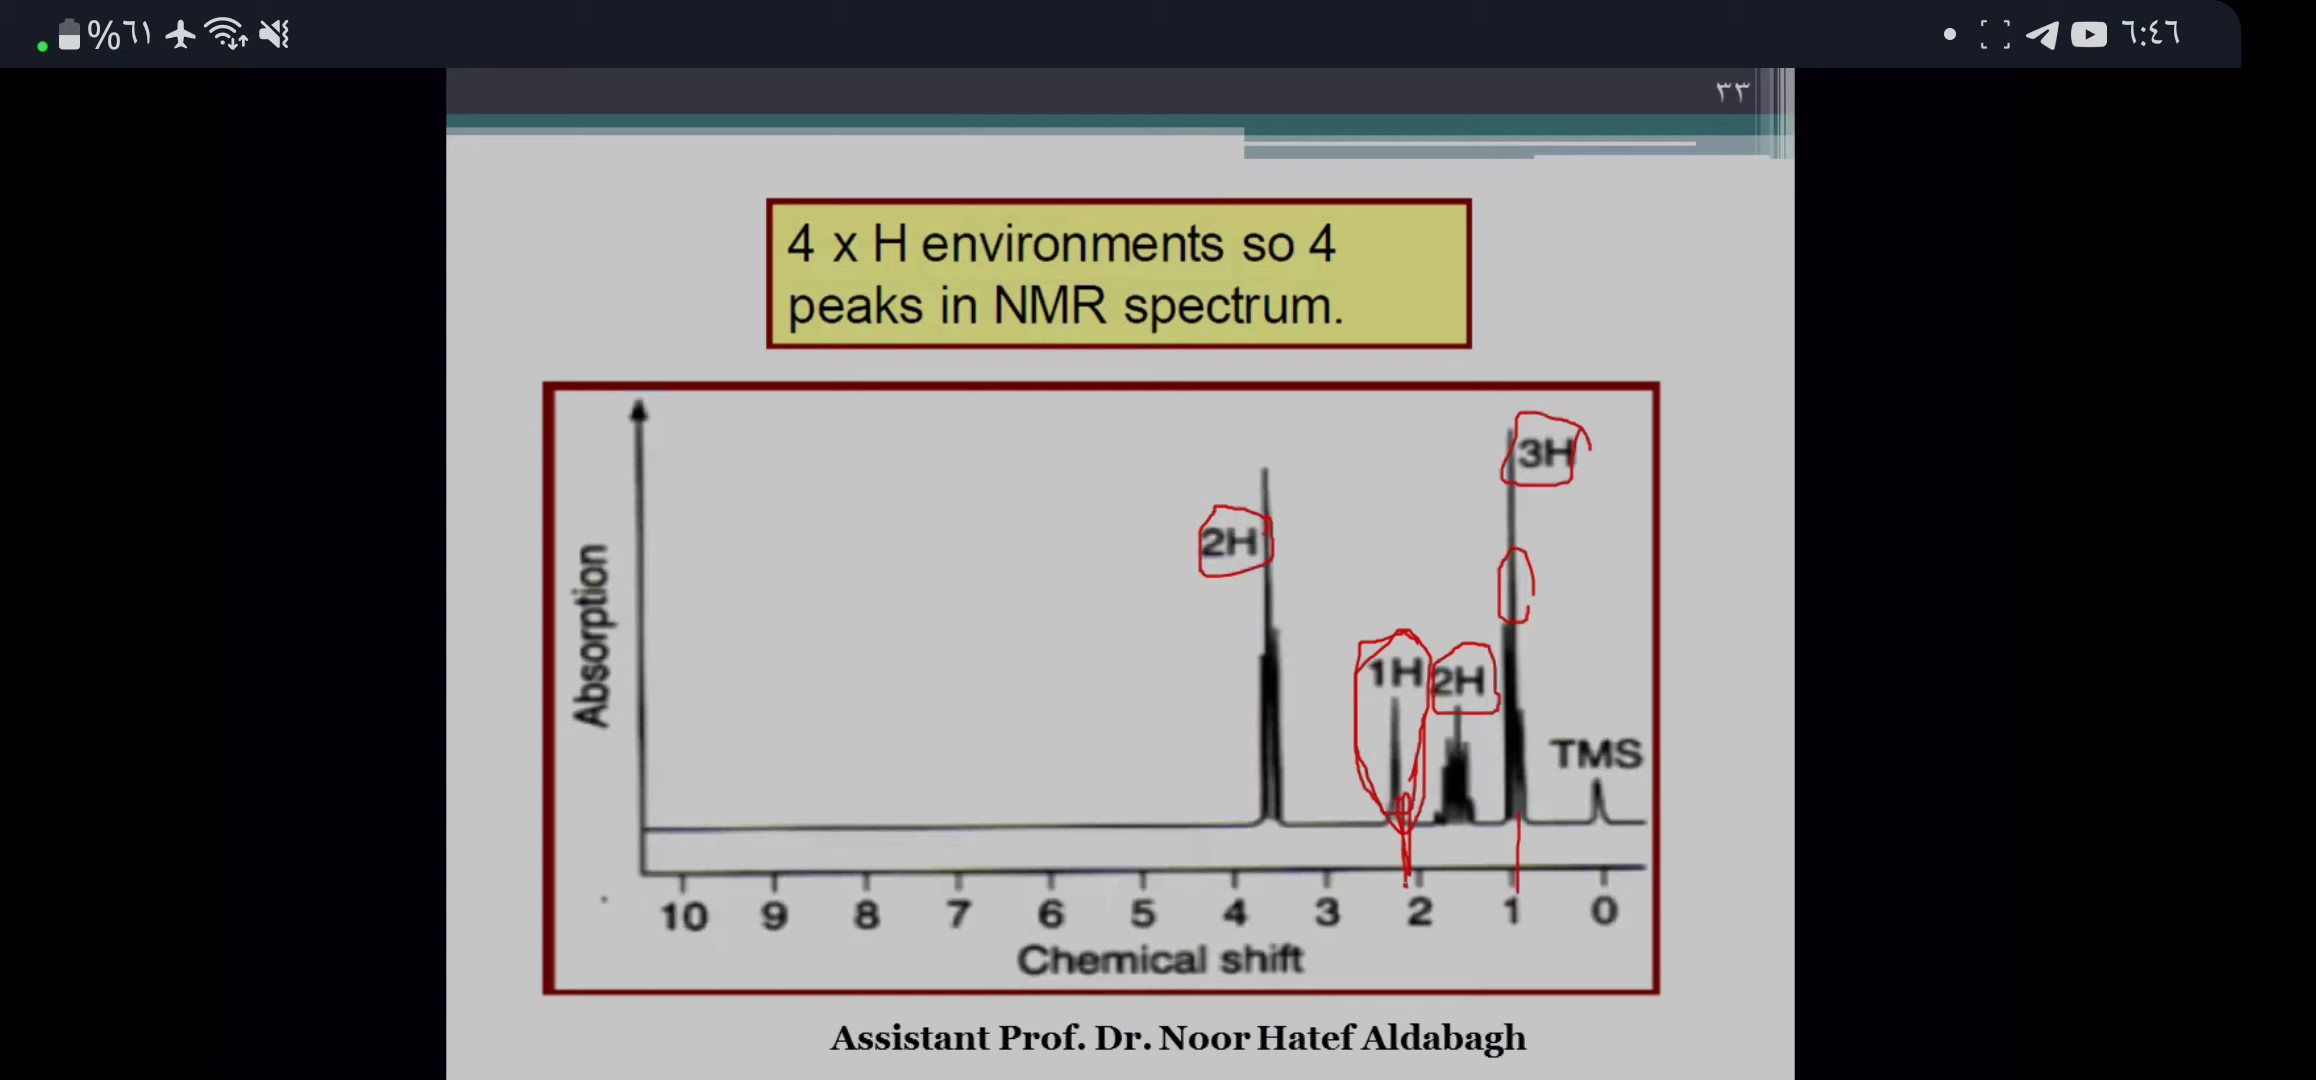 %٦١
٦:٤٦
٣٣
4 x H environments so 4
peaks in NMR spectrum.
3H
2H
1H
2H
TMS
Absorption
10 9 8 7 6 5 4 3 2 1 0
Chemical shift
Assistant Prof. Dr. Noor Hatef Aldabagh